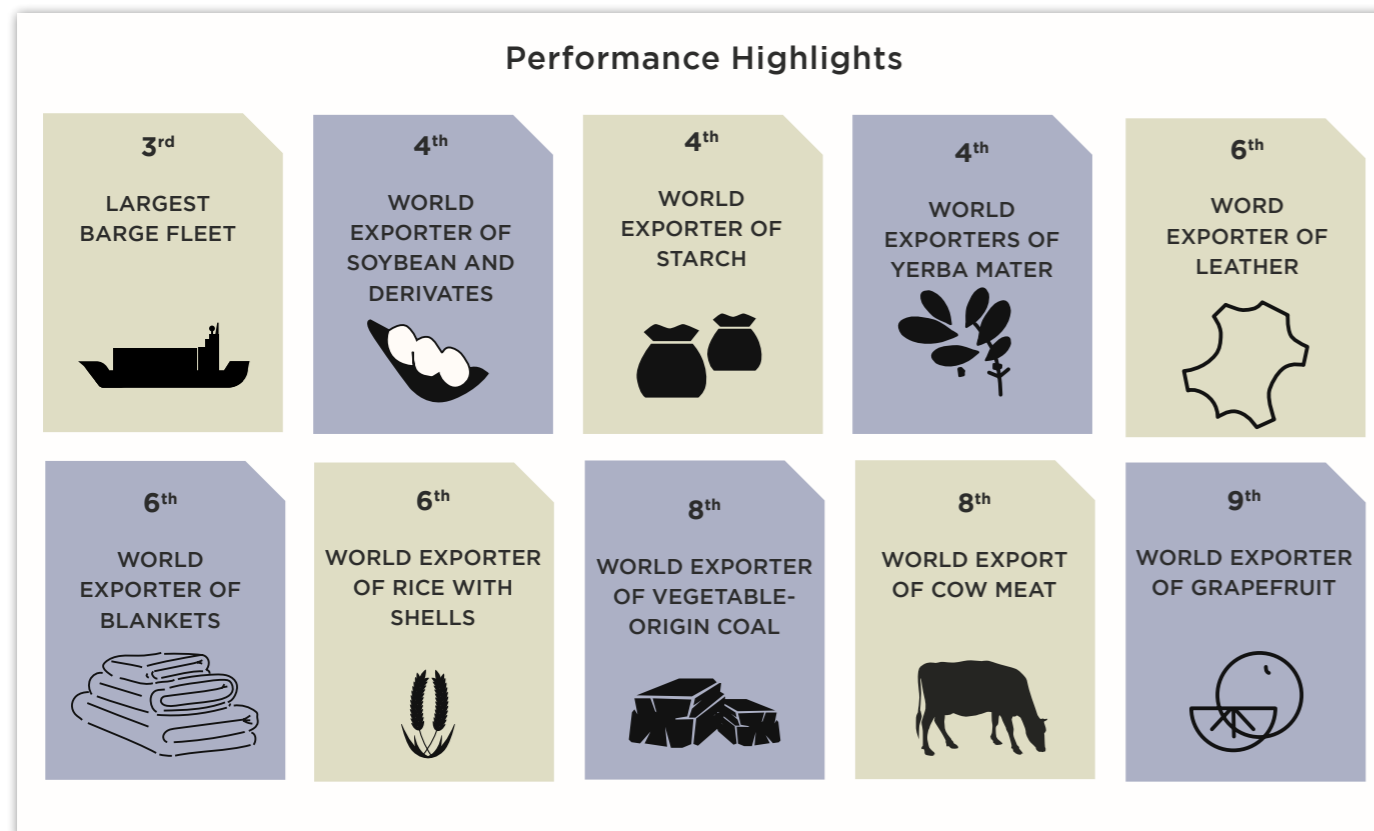 Performance Highlights
3rd
LARGEST
BARGE FLEET
4th
WORLD
EXPORTER OF
SOYBEAN AND
DERIVATES
4th
WORLD
EXPORTER OF
STARCH
4th
WORLD
EXPORTERS OF
YERBA MATER
6th
WORD
EXPORTER OF
LEATHER
6th
WORLD
EXPORTER OF
BLANKETS
6th
WORLD EXPORTER
OF RICE WITH
SHELLS
8th
WORLD EXPORTER
OF VEGETABLE-
ORIGIN COAL
8th
WORLD EXPORT
OF COW MEAT
9th
WORLD EXPORTER
OF GRAPEFRUIT